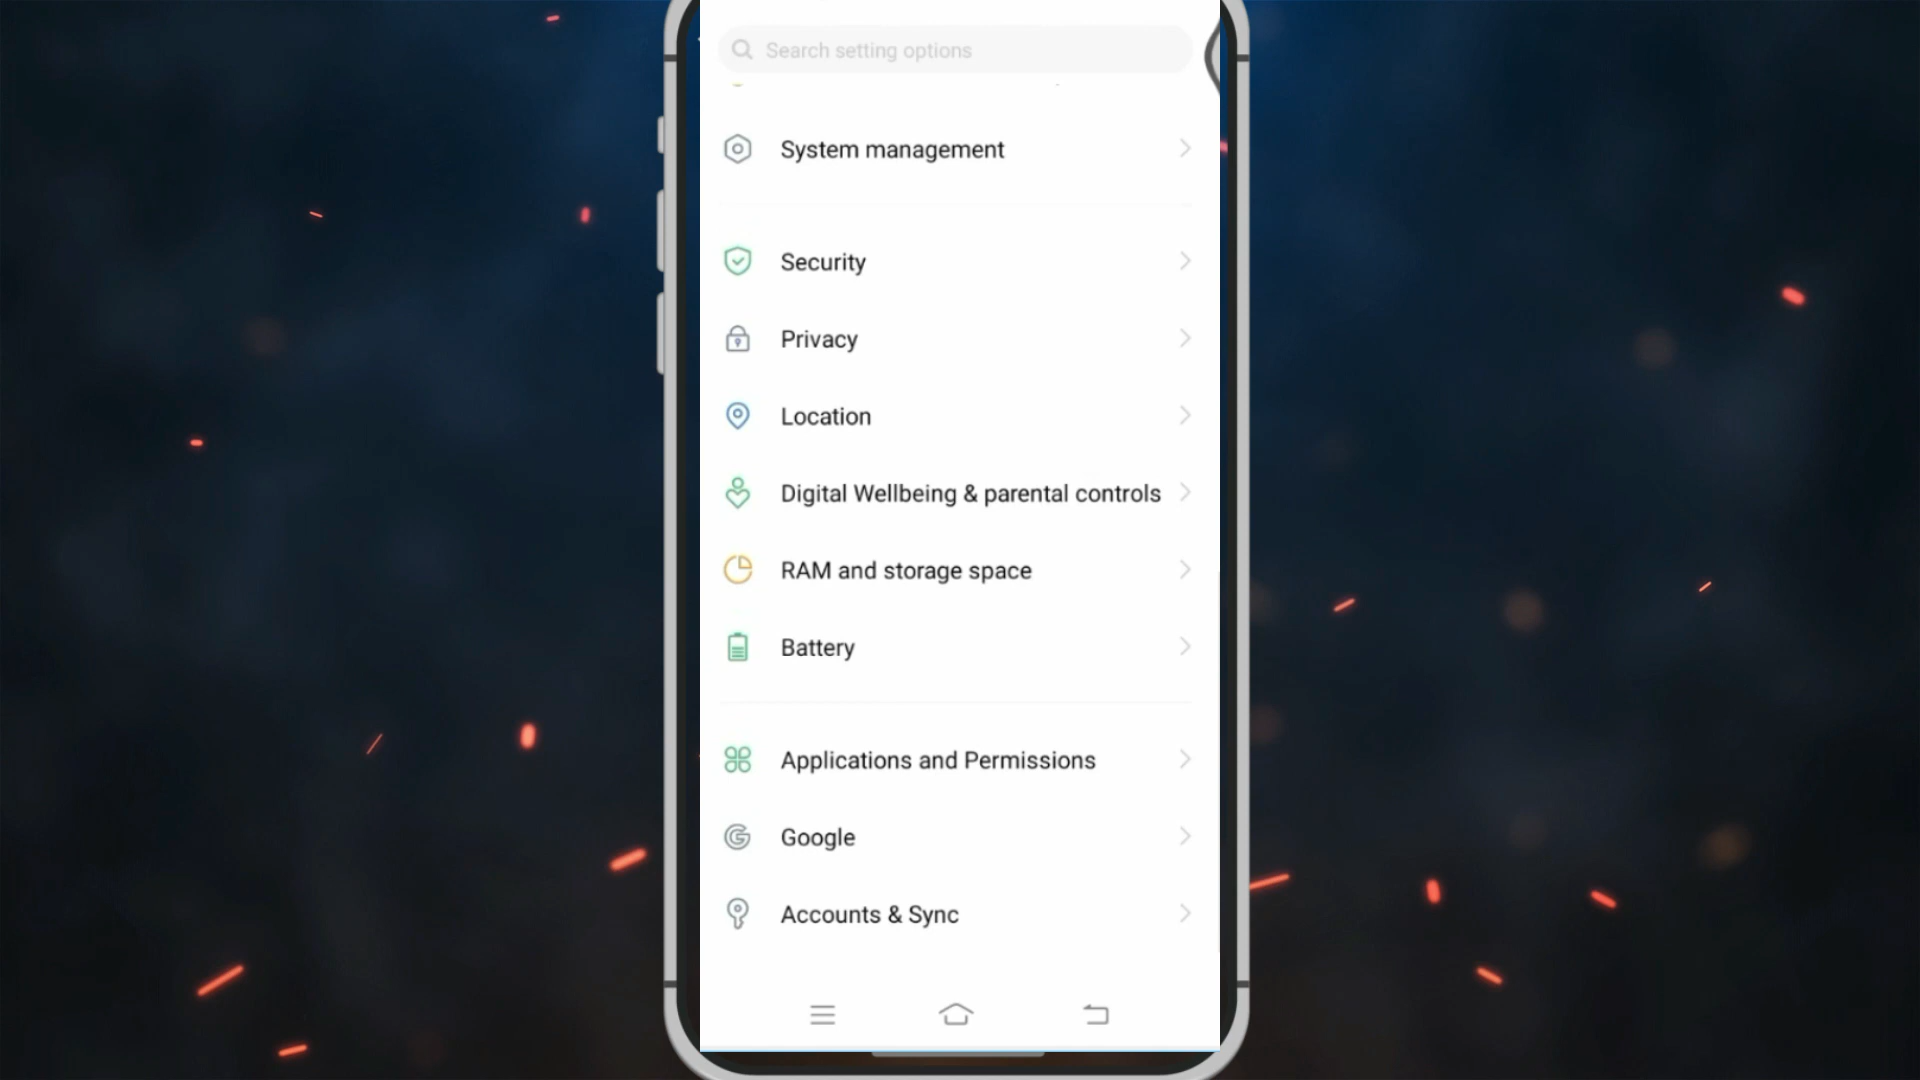 Search setting options
System management
Security
Privacy
Location
Digital Wellbeing & parental controls
RAM and storage space
Battery
Applications and Permissions
Google
Accounts & Sync